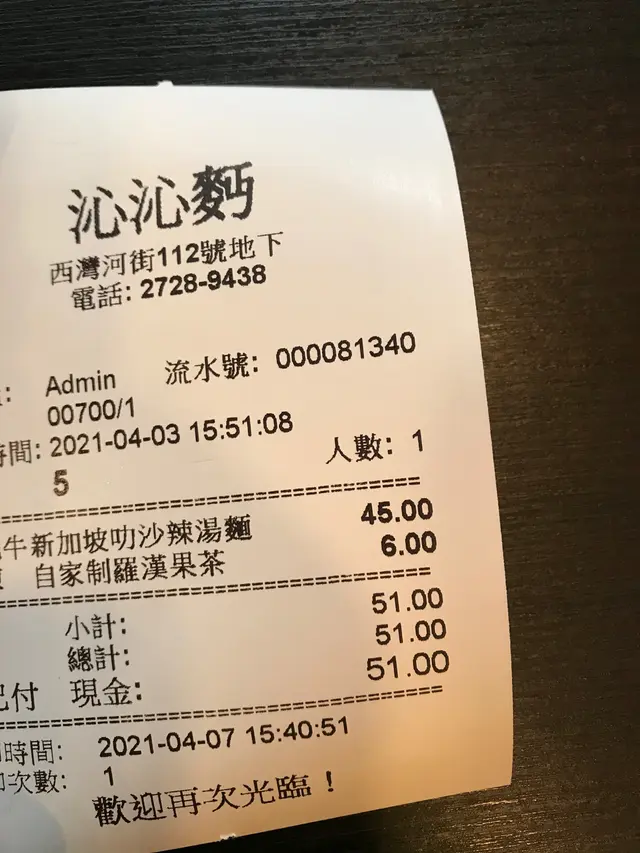 沁沁麪
西灣河街112號地下
電話: 2728-9438
: Admin 流水號: 000081340
00700/1
時間: 2021-04-03 15:51:08
5 人數: 1
牛新加坡叻沙辣湯麵 45.00
自家制羅漢果茶 6.00
小計: 51.00
總計: 51.00
付 現金: 51.00
時間: 2021-04-07 15:40:51
次數: 1
歡迎再次光臨！